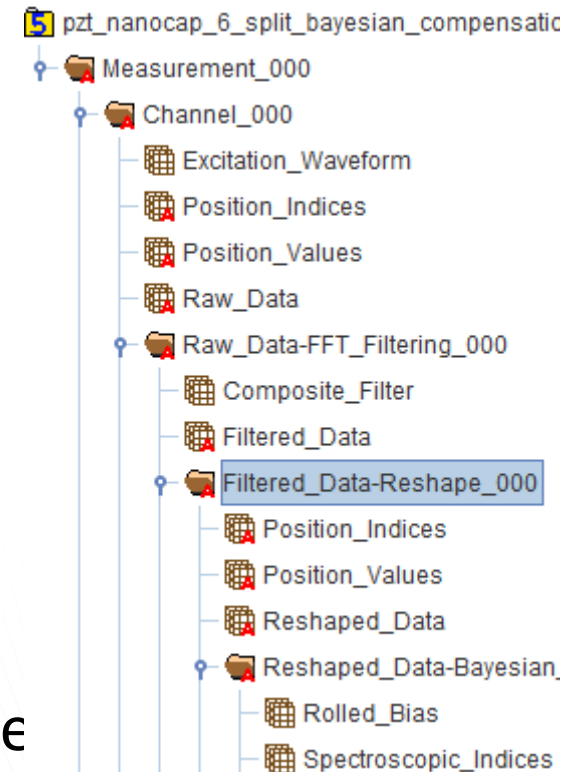 pzt_nanocap_6_split_bayesian_compensatic
Measurement_000
Channel_000
Excitation_Waveform
Position_Indices
Position_Values
Raw_Data
Raw_Data-FFT_Filtering_000
Composite_Filter
Filtered_Data
Filtered_Data-Reshape_000
Position_Indices
Position_Values
Reshaped_Data
Reshaped_Data-Bayesian_
Rolled_Bias
e
Spectroscopic_Indices